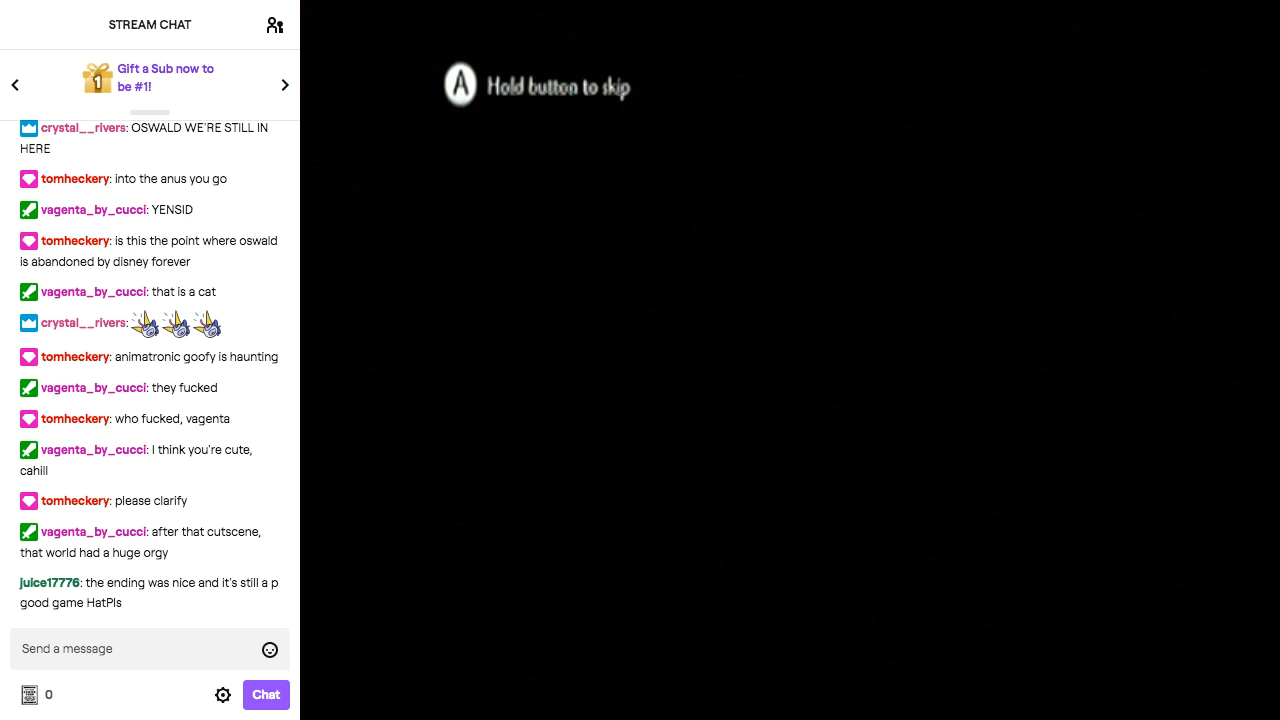 STREAM CHAT
Gift a Sub now to
be #1!
1
crystal__rivers: OSWALD WE'RE STILL IN
HERE
tomheckery: into the anus you go
vagenta_by_cucci: YENSID
tomheckery: is this the point where oswald
is abandoned by disney forever
vagenta_by_cucci: that is a cat
crystal__rivers:
tomheckery: animatronic goofy is haunting
vagenta_by_cucci: they fucked
tomheckery: who fucked, vagenta
vagenta_by_cucci: I think you're cute,
cahill
tomheckery: please clarify
vagenta_by_cucci: after that cutscene,
that world had a huge orgy
juice17776: the ending was nice and it's still a p
good game HatPls
Send a message
0
Chat
A Hold button to skip